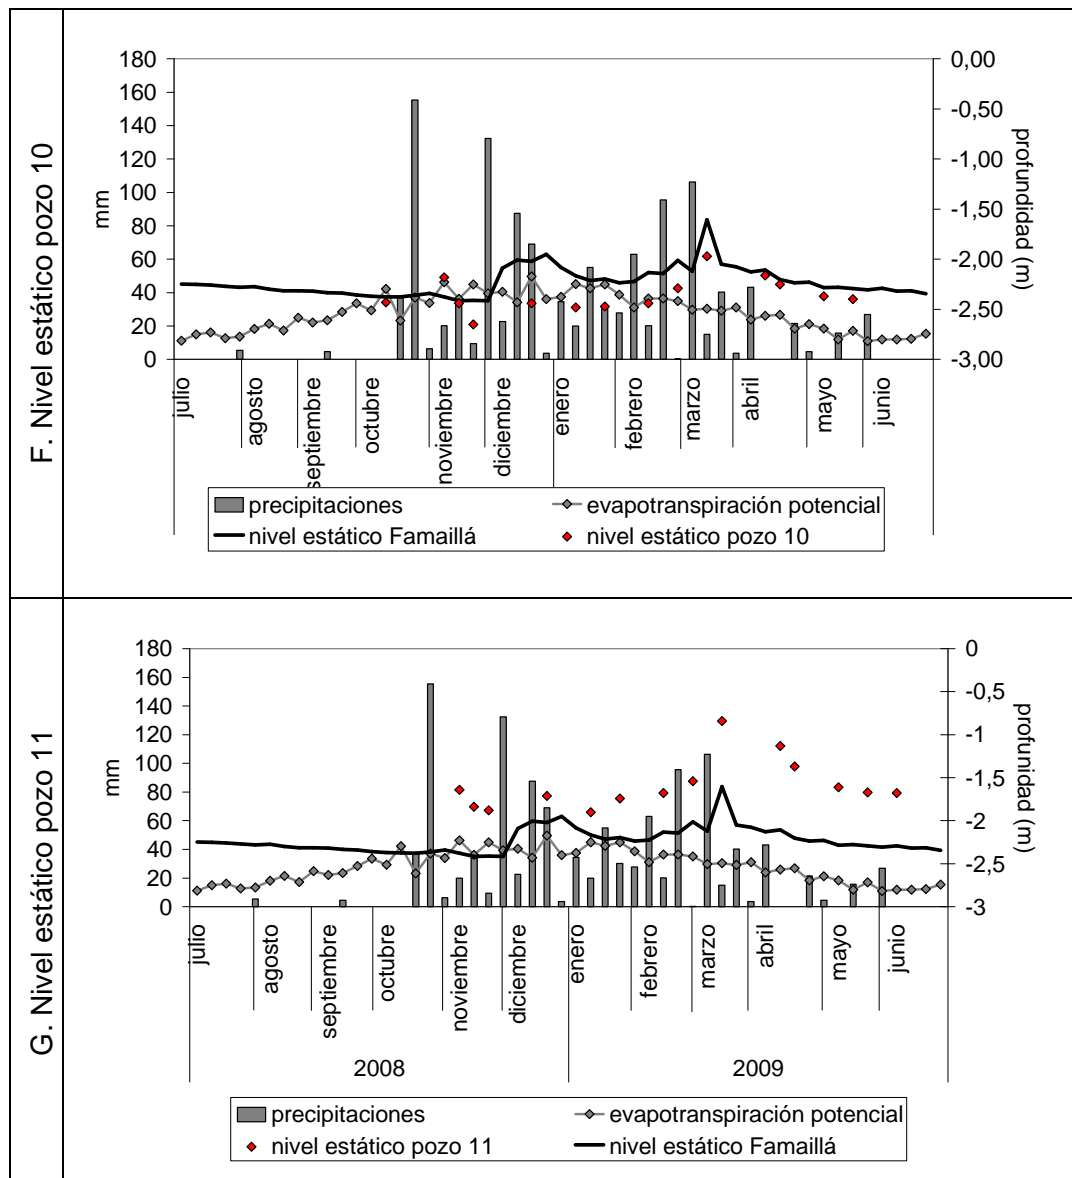 F. Nivel estático pozo 10
mm
180
160
140
120
100
80
60
40
20
0
0,00
-0,50
-1,00
-1,50
-2,00
-2,50
-3,00
profundidad (m)
julio
agosto
septiembre
octubre
noviembre
diciembre
enero
febrero
marzo
abril
mayo
junio
precipitaciones
evapotranspiración potencial
nivel estático Famaillá
nivel estático pozo 10
G. Nivel estático pozo 11
mm
180
160
140
120
100
80
60
40
20
0
0
-0,5
-1
-1,5
-2
-2,5
-3
profunidad (m)
julio
agosto
septiembre
octubre
noviembre
diciembre
enero
febrero
marzo
abril
mayo
junio
2008
2009
precipitaciones
evapotranspiración potencial
nivel estático pozo 11
nivel estático Famaillá